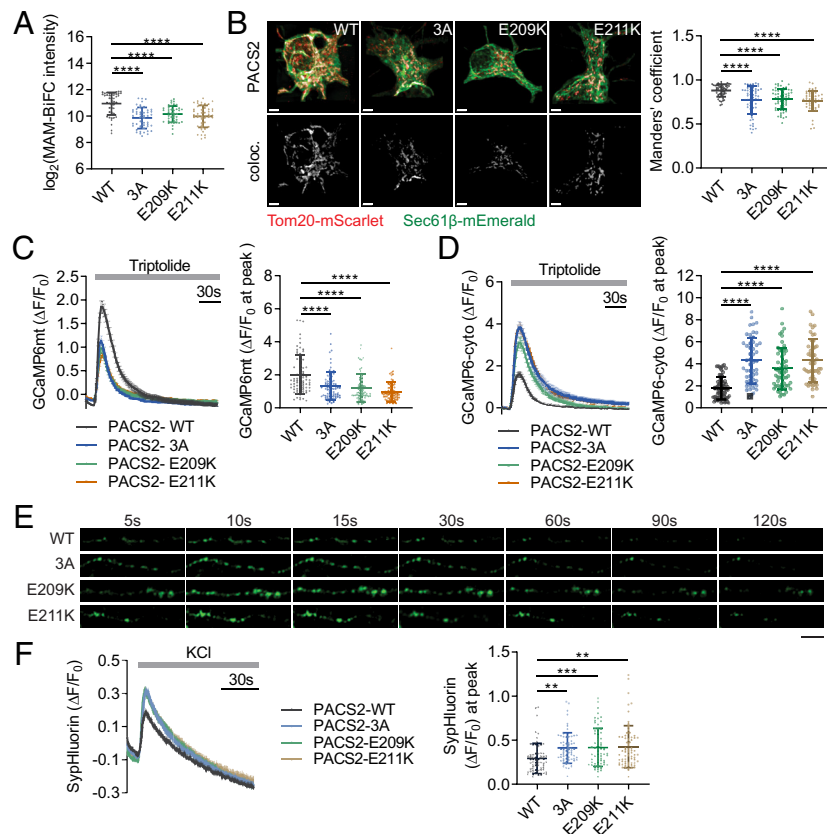 A
log2(MAM-BiFC intensity)
16
14
12
10
8
6
****
****
****
WT
3A
E209K
E211K
B
PACS2
WT
3A
E209K
E211K
coloc.
Tom20-mScarlet Sec61β-mEmerald
Manders' coefficient
1.5
1.0
0.5
0.0
****
****
****
WT
3A
E209K
E211K
C
Triptolide
30s
GCaMP6mt (ΔF/F0)
2.5
2.0
1.5
1.0
0.5
0.0
PACS2- WT
PACS2- 3A
PACS2- E209K
PACS2- E211K
GCaMP6mt (ΔF/F0 at peak )
8
6
4
2
0
****
****
****
WT
3A
E209K
E211K
D
Triptolide
30s
GCaMP6-cyto (ΔF/F0)
6
4
2
0
PACS2-WT
PACS2-3A
PACS2-E209K
PACS2-E211K
GCaMP6-cyto (ΔF/F0 at peak)
12
10
8
6
4
2
0
****
****
****
WT
3A
E209K
E211K
E
5s 10s 15s 30s 60s 90s 120s
WT
3A
E209K
E211K
F
KCl
30s
SypHluorin (ΔF/F0)
0.5
0.3
0.1
-0.1
-0.3
PACS2-WT
PACS2-3A
PACS2-E209K
PACS2-E211K
SypHluorin
(ΔF/F0) at peak
2.0
1.5
1.0
0.5
0.0
**
***
**
WT
3A
E209K
E211K